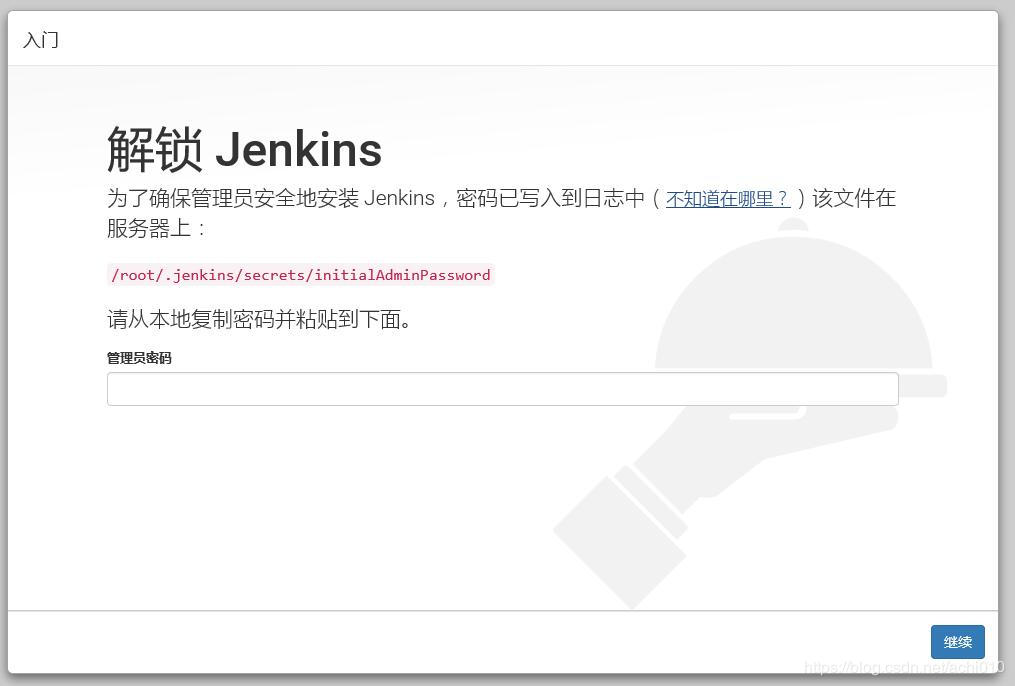 入门
解锁 Jenkins
为了确保管理员安全地安装 Jenkins，密码已写入到日志中（不知道在哪里？）该文件在
服务器上：
/root/.jenkins/secrets/initialAdminPassword
请从本地复制密码并粘贴到下面。
管理员密码
继续
https://blog.csdn.net/achi010